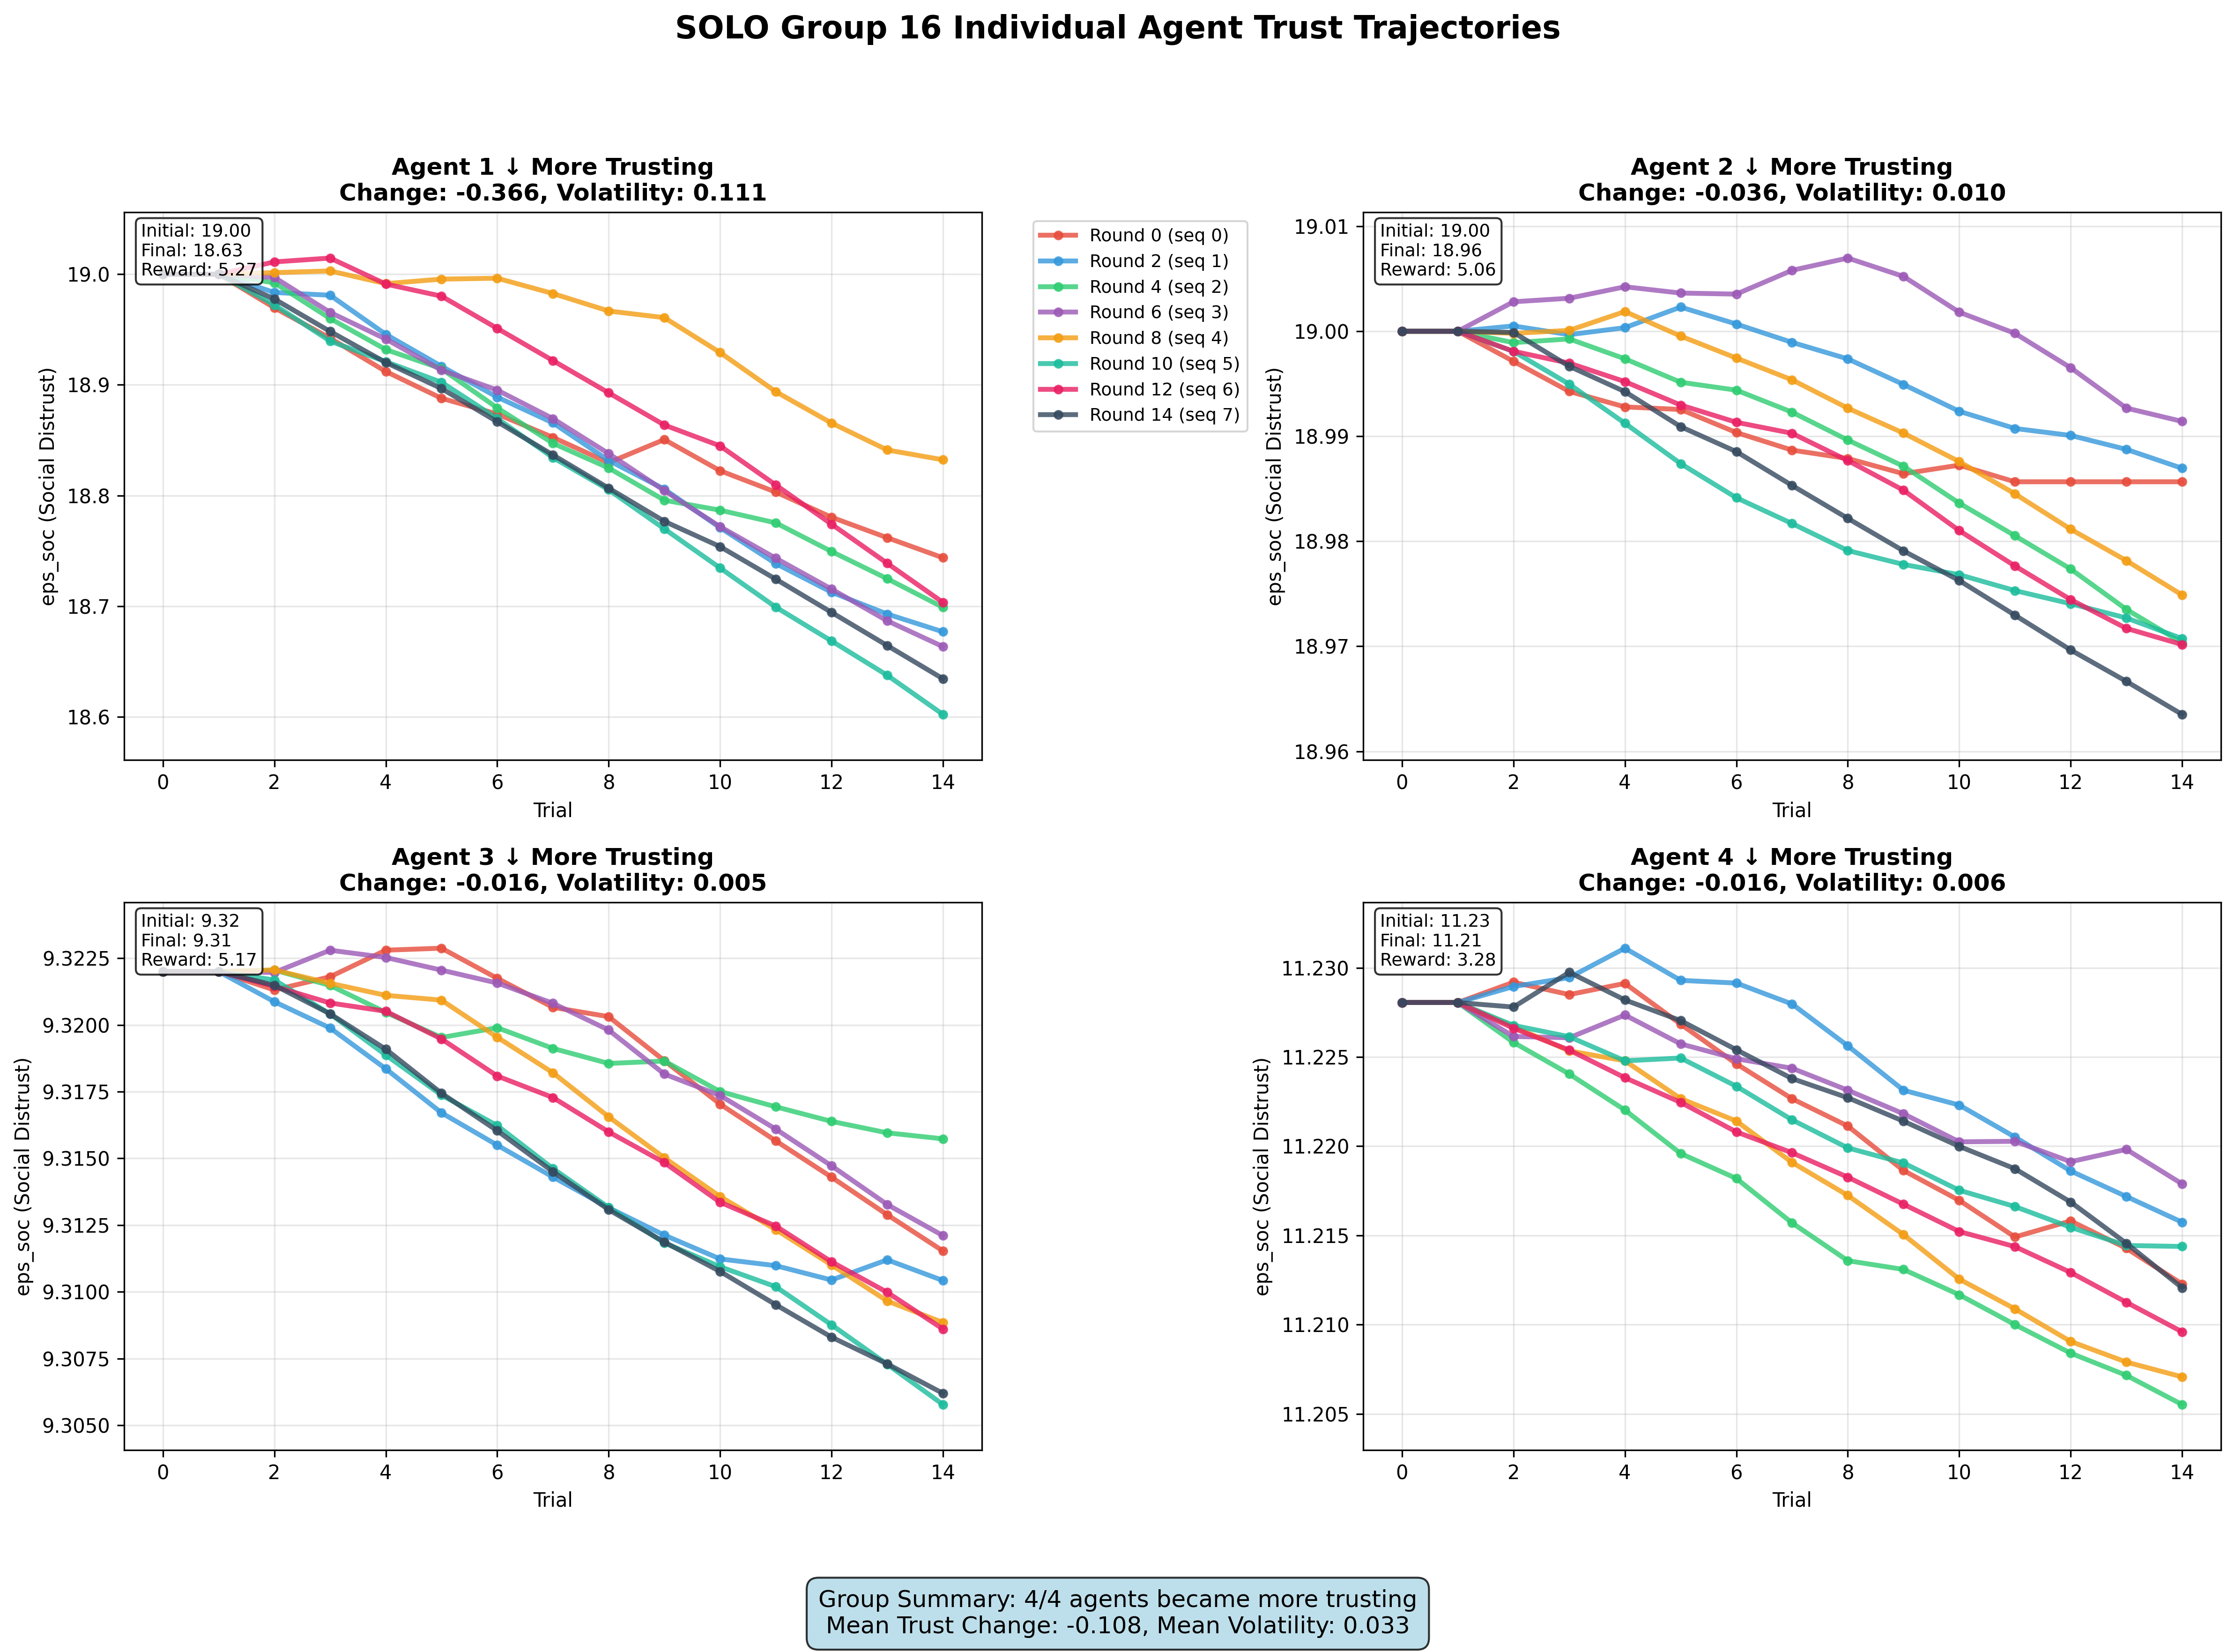 SOLO Group 16 Individual Agent Trust Trajectories
Agent 1 ↓ More Trusting
Change: -0.366, Volatility: 0.111
Initial: 19.00
Final: 18.63
Reward: 5.27
19.0
18.9
18.8
18.7
18.6
eps_soc (Social Distrust)
0 2 4 6 8 10 12 14
Trial
Round 0 (seq 0)
Round 2 (seq 1)
Round 4 (seq 2)
Round 6 (seq 3)
Round 8 (seq 4)
Round 10 (seq 5)
Round 12 (seq 6)
Round 14 (seq 7)
Agent 2 ↓ More Trusting
Change: -0.036, Volatility: 0.010
Initial: 19.00
Final: 18.96
Reward: 5.06
19.01
19.00
18.99
18.98
18.97
18.96
eps_soc (Social Distrust)
0 2 4 6 8 10 12 14
Trial
Agent 3 ↓ More Trusting
Change: -0.016, Volatility: 0.005
Initial: 9.32
Final: 9.31
Reward: 5.17
9.3225
9.3200
9.3175
9.3150
9.3125
9.3100
9.3075
9.3050
eps_soc (Social Distrust)
0 2 4 6 8 10 12 14
Trial
Agent 4 ↓ More Trusting
Change: -0.016, Volatility: 0.006
Initial: 11.23
Final: 11.21
Reward: 3.28
11.230
11.225
11.220
11.215
11.210
11.205
eps_soc (Social Distrust)
0 2 4 6 8 10 12 14
Trial
Group Summary: 4/4 agents became more trusting
Mean Trust Change: -0.108, Mean Volatility: 0.033